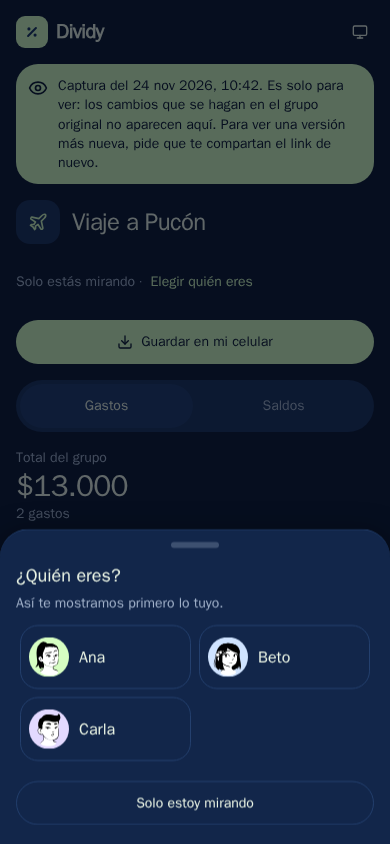 Dividy
Captura del 24 nov 2026, 10:42. Es solo para
ver: los cambios que se hagan en el grupo
original no aparecen aquí. Para ver una versión
más nueva, pide que te compartan el link de
nuevo.
Viaje a Pucón
Solo estás mirando · Elegir quién eres
Guardar en mi celular
Gastos Saldos
Total del grupo
$13.000
2 gastos
¿Quién eres?
Así te mostramos primero lo tuyo.
Ana Beto
Carla
Solo estoy mirando